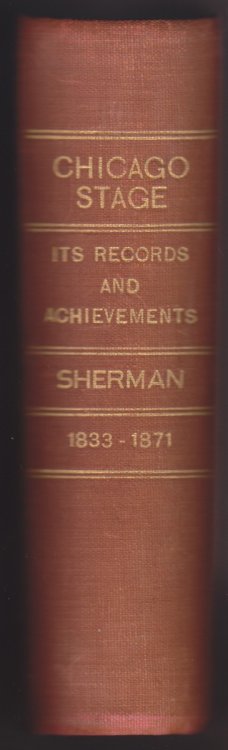 CHICAGO
STAGE
ITS RECORDS
AND
ACHIEVEMENTS
SHERMAN
1833 - 1871